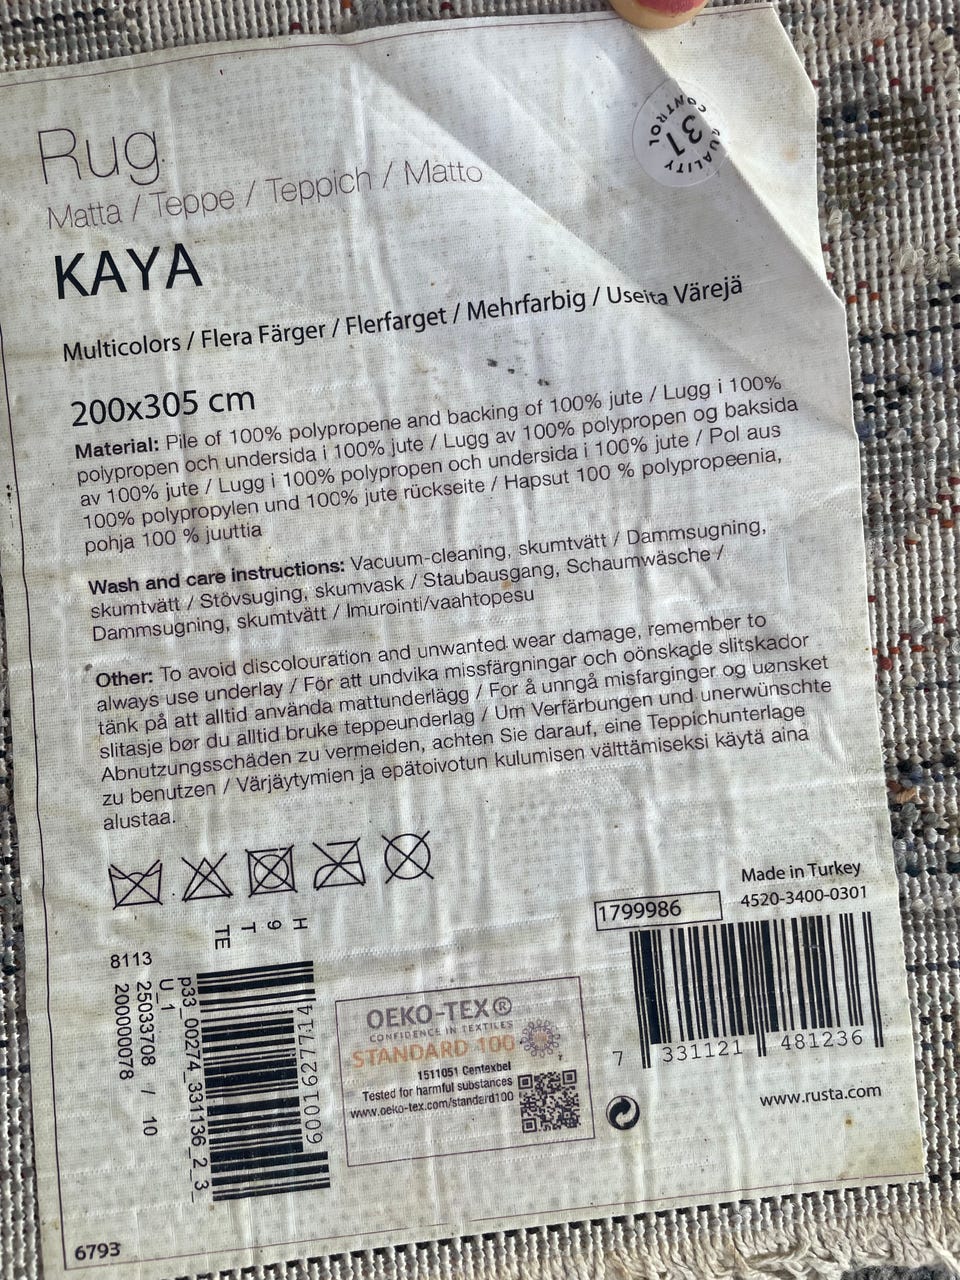 Rug
Matta / Teppe / Teppich / Matto
KAYA
Multicolors / Flera Färger / Flerfarget / Mehrfarbig / Useita Värejä
200x305 cm
Material: Pile of 100% polypropene and backing of 100% jute / Lugg i 100%
polypropen och undersida i 100% jute / Lugg av 100% polypropen og baksida
av 100% jute / Lugg i 100% polypropen och undersida i 100% jute / Pol aus
100% polypropylen und 100% jute rückseite / Hapsut 100 % polypropeenia,
pohja 100 % juuttia
Wash and care instructions: Vacuum-cleaning, skumtvätt / Dammsugning,
skumtvätt / Stövsuging, skumvask / Staubausgang, Schaumwäsche /
Dammsugning, skumtvätt / Imurointi/vaahtopesu
Other: To avoid discolouration and unwanted wear damage, remember to
always use underlay / För att undvika missfärgningar och oönskade slitskador
tänk på att alltid använda mattunderlägg / For å unngå misfarginger og uønsket
slitasje bør du alltid bruke teppeunderlag / Um Verfärbungen und unerwünschte
Abnutzungsschäden zu vermeiden, achten Sie darauf, eine Teppichunterlage
zu benutzen / Värjäytymien ja epätoivotun kulumisen välttämiseksi käytä aina
alustaa.
QUALITY CONTROL
31
Made in Turkey
4520-3400-0301
1799986
7 331121 481236
www.rusta.com
H
9
T
TE
8113
25033708 / 10
200000078
U_1
p33_00274_331136_2_3_
6001627714
OEKO-TEX®
CONFIDENCE IN TEXTILES
STANDARD 100
1511051 Centexbel
Tested for harmful substances
www.oeko-tex.com/standard100
6793